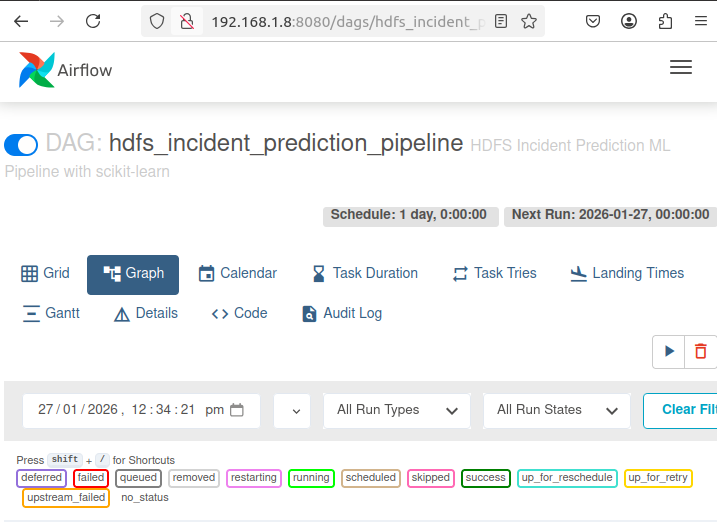 192.168.1.8:8080/dags/hdfs_incident_p
Airflow
DAG: hdfs_incident_prediction_pipeline HDFS Incident Prediction ML
Pipeline with scikit-learn
Schedule: 1 day, 0:00:00 Next Run: 2026-01-27, 00:00:00
Grid Graph Calendar Task Duration Task Tries Landing Times
Gantt Details Code Audit Log
27/01/2026, 12:34:21 pm All Run Types All Run States Clear Filt
Press shift + / for Shortcuts
deferred failed queued removed restarting running scheduled skipped success up_for_reschedule up_for_retry
upstream_failed no_status